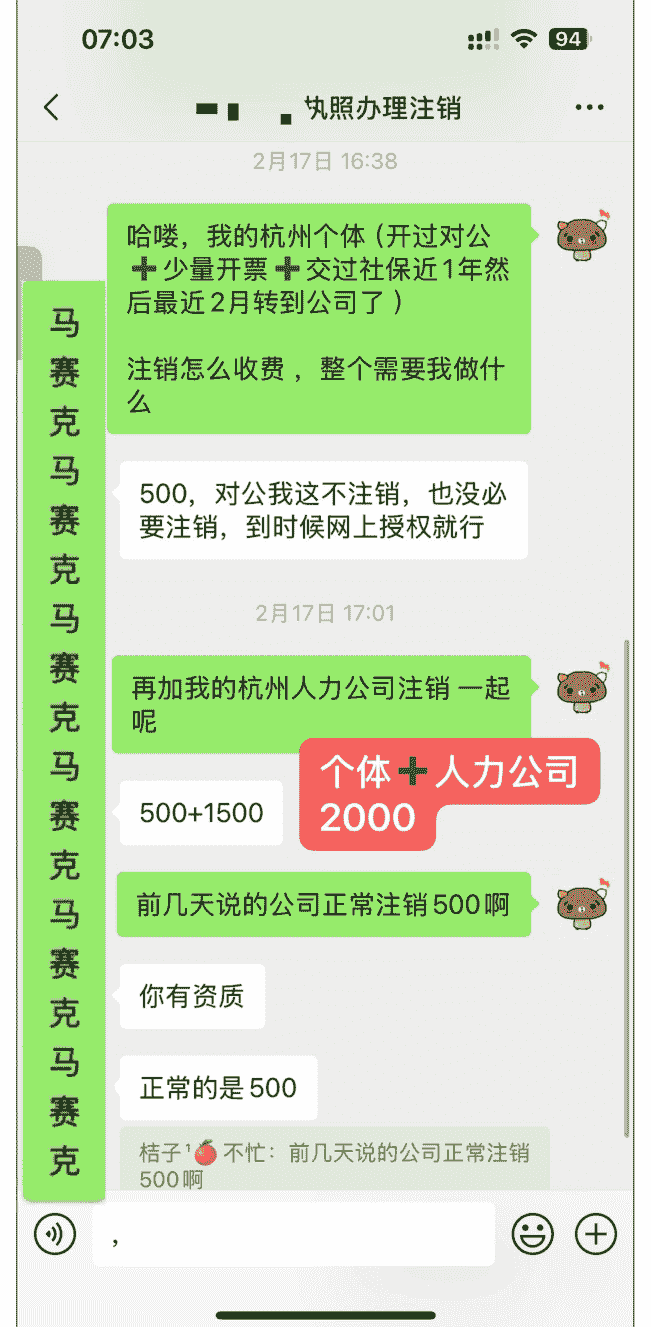 07:03
94
执照办理注销
2月17日 16:38
哈喽，我的杭州个体（开过对公
➕少量开票➕交过社保近1年然
后最近2月转到公司了）
注销怎么收费 ，整个需要我做什
么
500，对公我这不注销，也没必
要注销，到时候网上授权就行
2月17日 17:01
再加我的杭州人力公司注销 一起
呢
个体➕人力公司
2000
500+1500
前几天说的公司正常注销500啊
你有资质
正常的是500
桔子¹🍎不忙：前几天说的公司正常注销
500啊
，
马
赛
克
马
赛
克
马
赛
克
马
赛
克
马
赛
克
马
赛
克